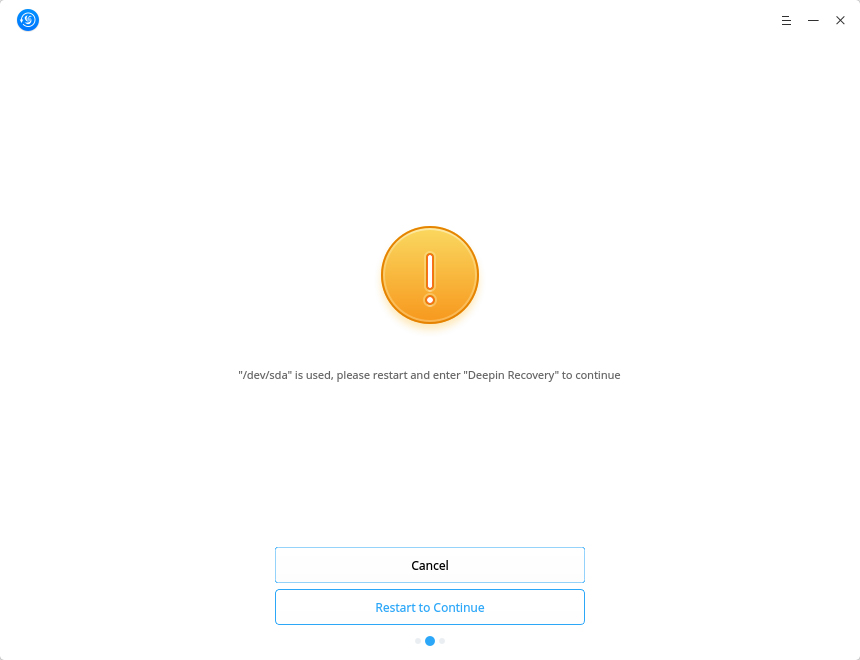 "/dev/sda" is used, please restart and enter "Deepin Recovery" to continue
Cancel
Restart to Continue